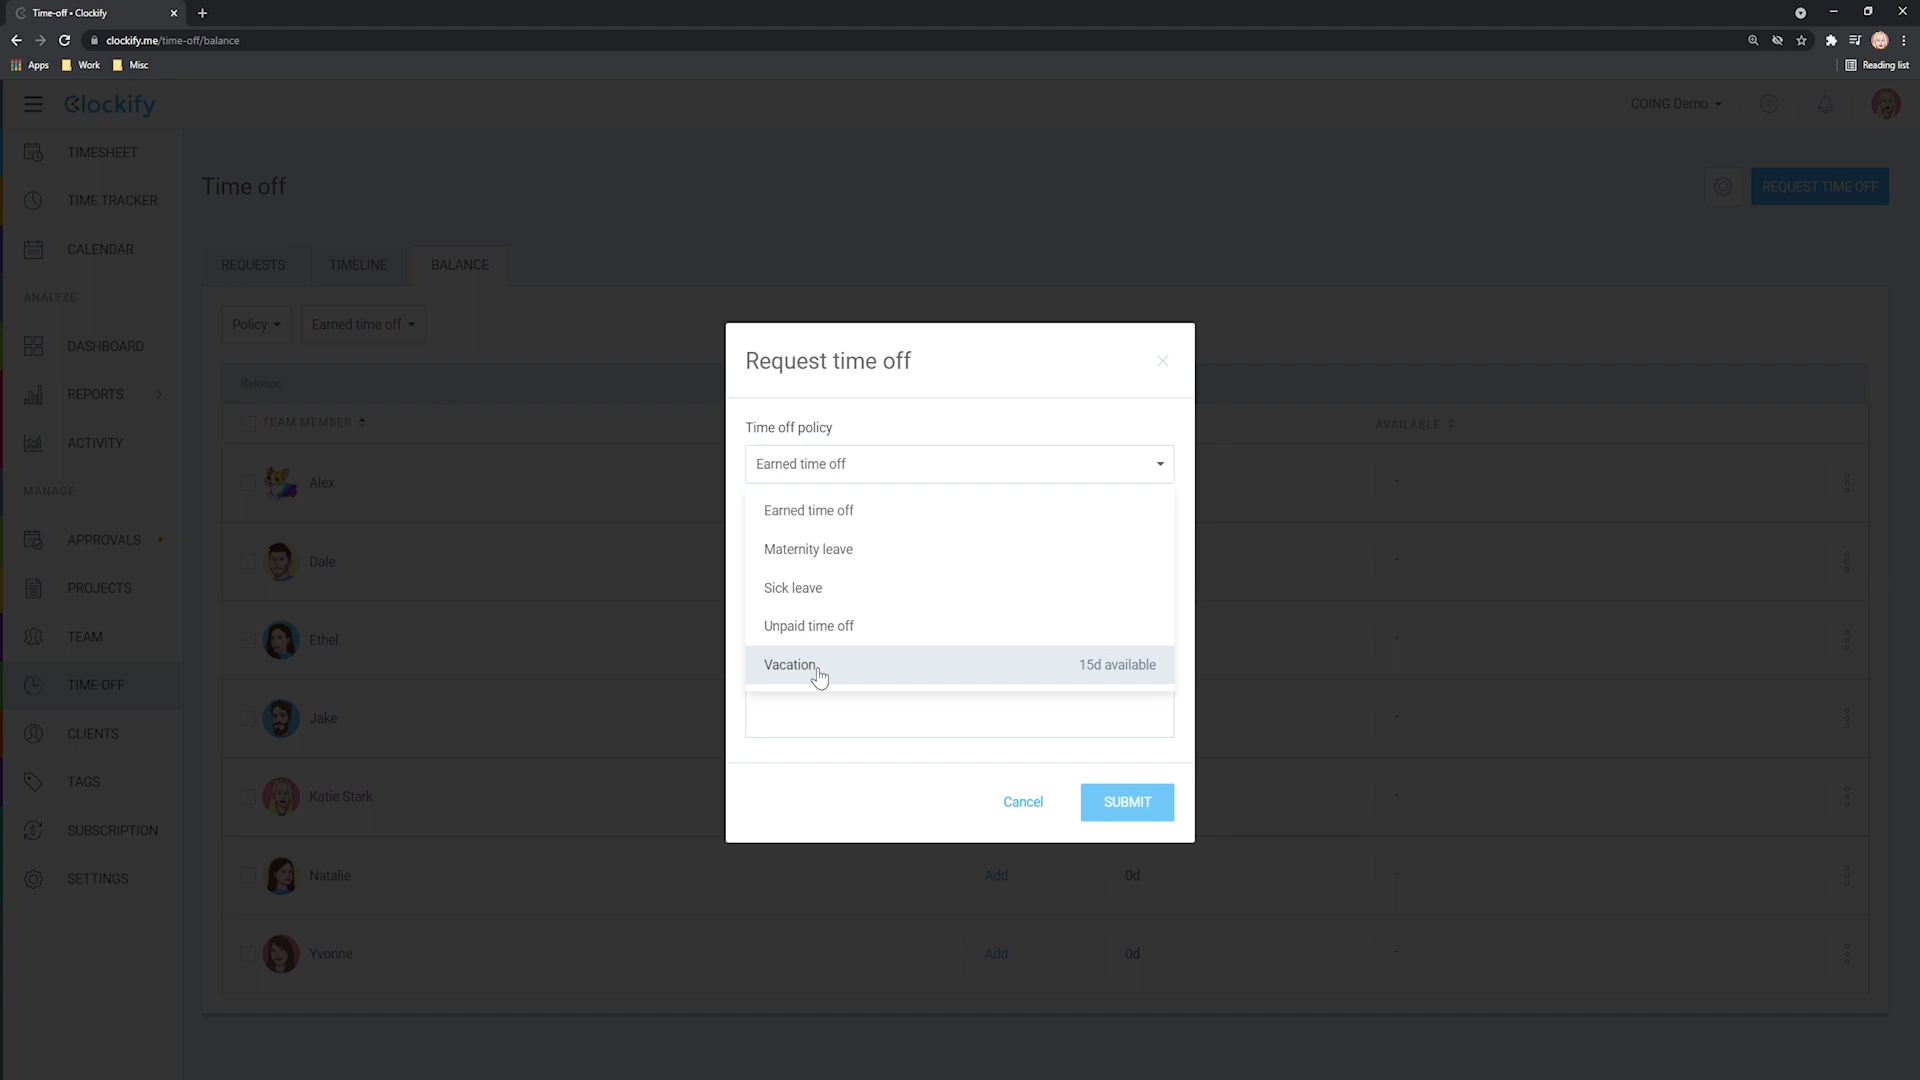 Time-off - Clockify
clockify.me/time-off/balance
Apps
Work
Misc
Reading list
Clockify
COING Demo
TIMESHEET
TIME TRACKER
CALENDAR
ANALYZE
DASHBOARD
REPORTS
ACTIVITY
MANAGE
APPROVALS
PROJECTS
TEAM
TIME OFF
CLIENTS
TAGS
SUBSCRIPTION
SETTINGS
Time off
REQUEST TIME OFF
REQUESTS
TIMELINE
BALANCE
Policy
Earned time off
Balance
TEAM MEMBER
AVAILABLE
Alex
-
Dale
-
Ethel
-
Jake
-
Katie Stark
-
Natalie
Add
0d
-
Yvonne
Add
0d
-
Request time off
Time off policy
Earned time off
Earned time off
Maternity leave
Sick leave
Unpaid time off
Vacation
15d available
Cancel
SUBMIT